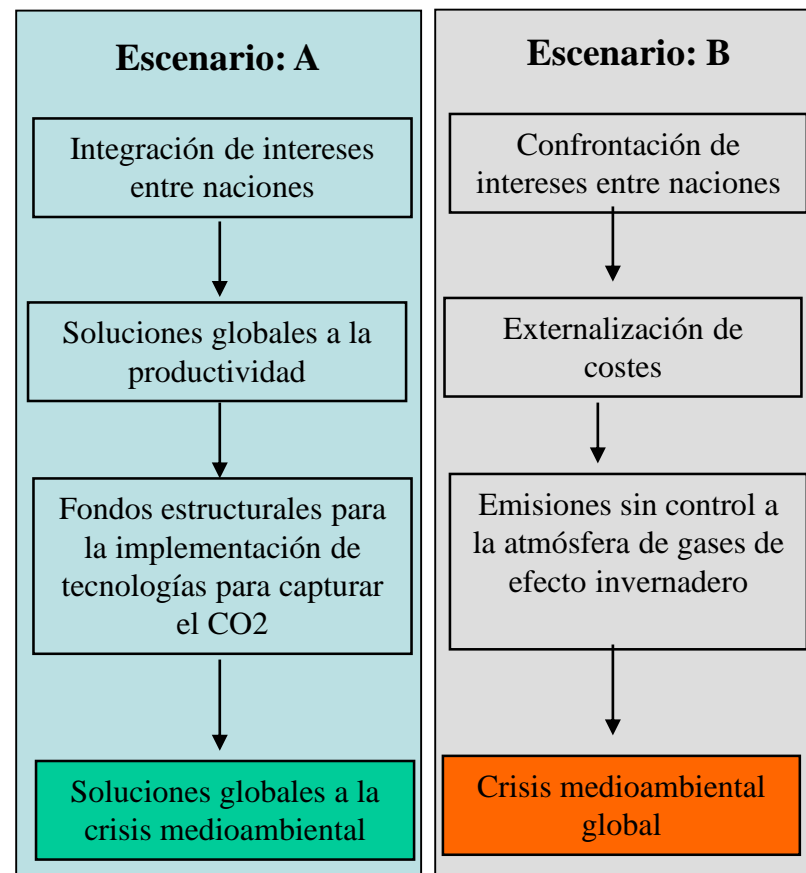 Escenario: A
Integración de intereses
entre naciones
Soluciones globales a la
productividad
Fondos estructurales para
la implementación de
tecnologías para capturar
el CO2
Soluciones globales a la
crisis medioambiental
Escenario: B
Confrontación de
intereses entre naciones
Externalización de
costes
Emisiones sin control a
la atmósfera de gases de
efecto invernadero
Crisis medioambiental
global